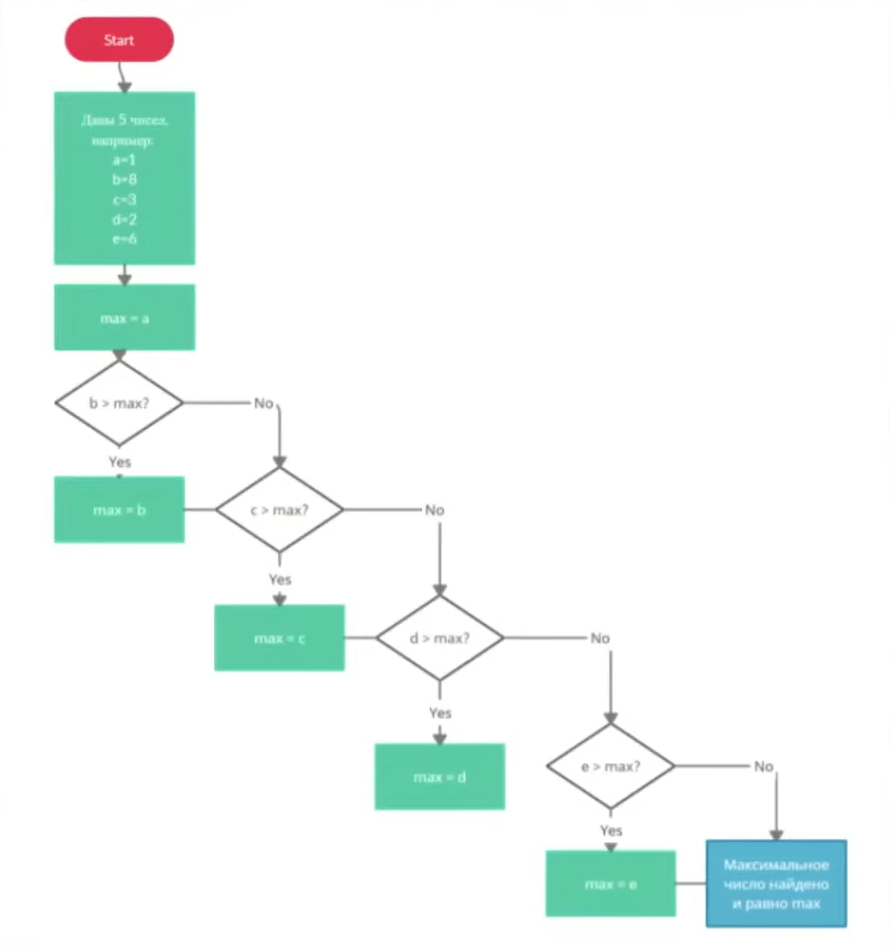 Start
Даны 5 чисел,
например:
a=1
b=8
c=3
d=2
e=6
max = a
b > max?
No
Yes
max = b
c > max?
No
Yes
max = c
d > max?
No
Yes
max = d
e > max?
No
Yes
max = e
Максимальное
число найдено
и равно max